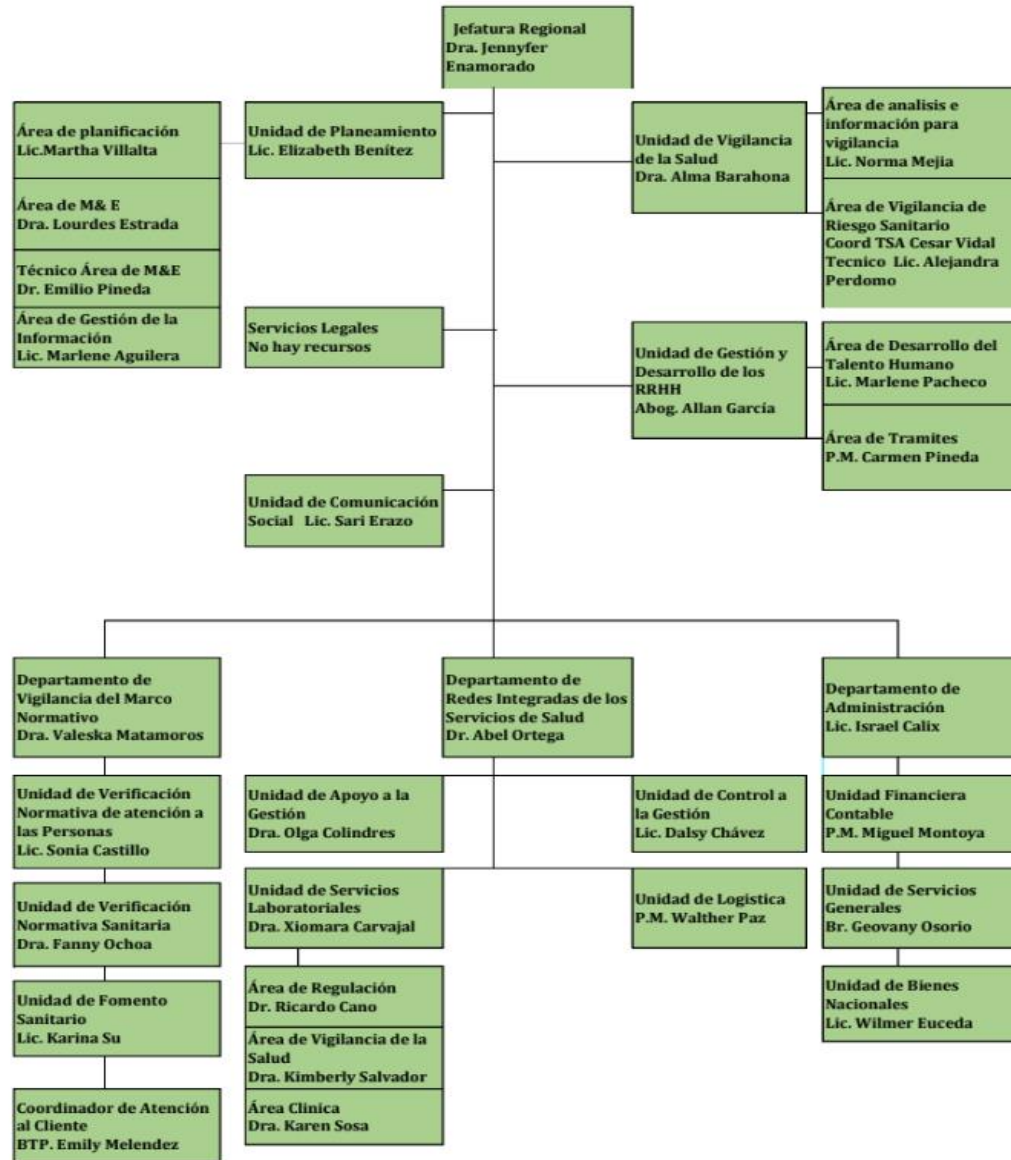 Jefatura Regional
Dra. Jennyfer
Enamorado
Área de planificación
Lic.Martha Villalta
Área de M& E
Dra. Lourdes Estrada
Técnico Área de M&E
Dr. Emilio Pineda
Área de Gestión de la
Información
Lic. Marlene Aguilera
Unidad de Planeamiento
Lic. Elizabeth Benítez
Servicios Legales
No hay recursos
Unidad de Comunicación
Social Lic. Sari Erazo
Unidad de Vigilancia
de la Salud
Dra. Alma Barahona
Área de analisis e
información para
vigilancia
Lic. Norma Mejia
Área de Vigilancia de
Riesgo Sanitario
Coord TSA Cesar Vidal
Tecnico Lic. Alejandra
Perdomo
Unidad de Gestión y
Desarrollo de los
RRHH
Abog. Allan García
Área de Desarrollo del
Talento Humano
Lic. Marlene Pacheco
Área de Tramites
P.M. Carmen Pineda
Departamento de
Vigilancia del Marco
Normativo
Dra. Valeska Matamoros
Unidad de Verificación
Normativa de atención a
las Personas
Lic. Sonia Castillo
Unidad de Verificación
Normativa Sanitaria
Dra. Fanny Ochoa
Unidad de Fomento
Sanitario
Lic. Karina Su
Coordinador de Atención
al Cliente
BTP. Emily Melendez
Departamento de
Redes Integradas de los
Servicios de Salud
Dr. Abel Ortega
Unidad de Apoyo a la
Gestión
Dra. Olga Colindres
Unidad de Control a
la Gestión
Lic. Dalsy Chávez
Unidad de Servicios
Laboratoriales
Dra. Xiomara Carvajal
Unidad de Logistica
P.M. Walther Paz
Área de Regulación
Dr. Ricardo Cano
Área de Vigilancia de la
Salud
Dra. Kimberly Salvador
Área Clinica
Dra. Karen Sosa
Departamento de
Administración
Lic. Israel Calix
Unidad Financiera
Contable
P.M. Miguel Montoya
Unidad de Servicios
Generales
Br. Geovany Osorio
Unidad de Bienes
Nacionales
Lic. Wilmer Euceda